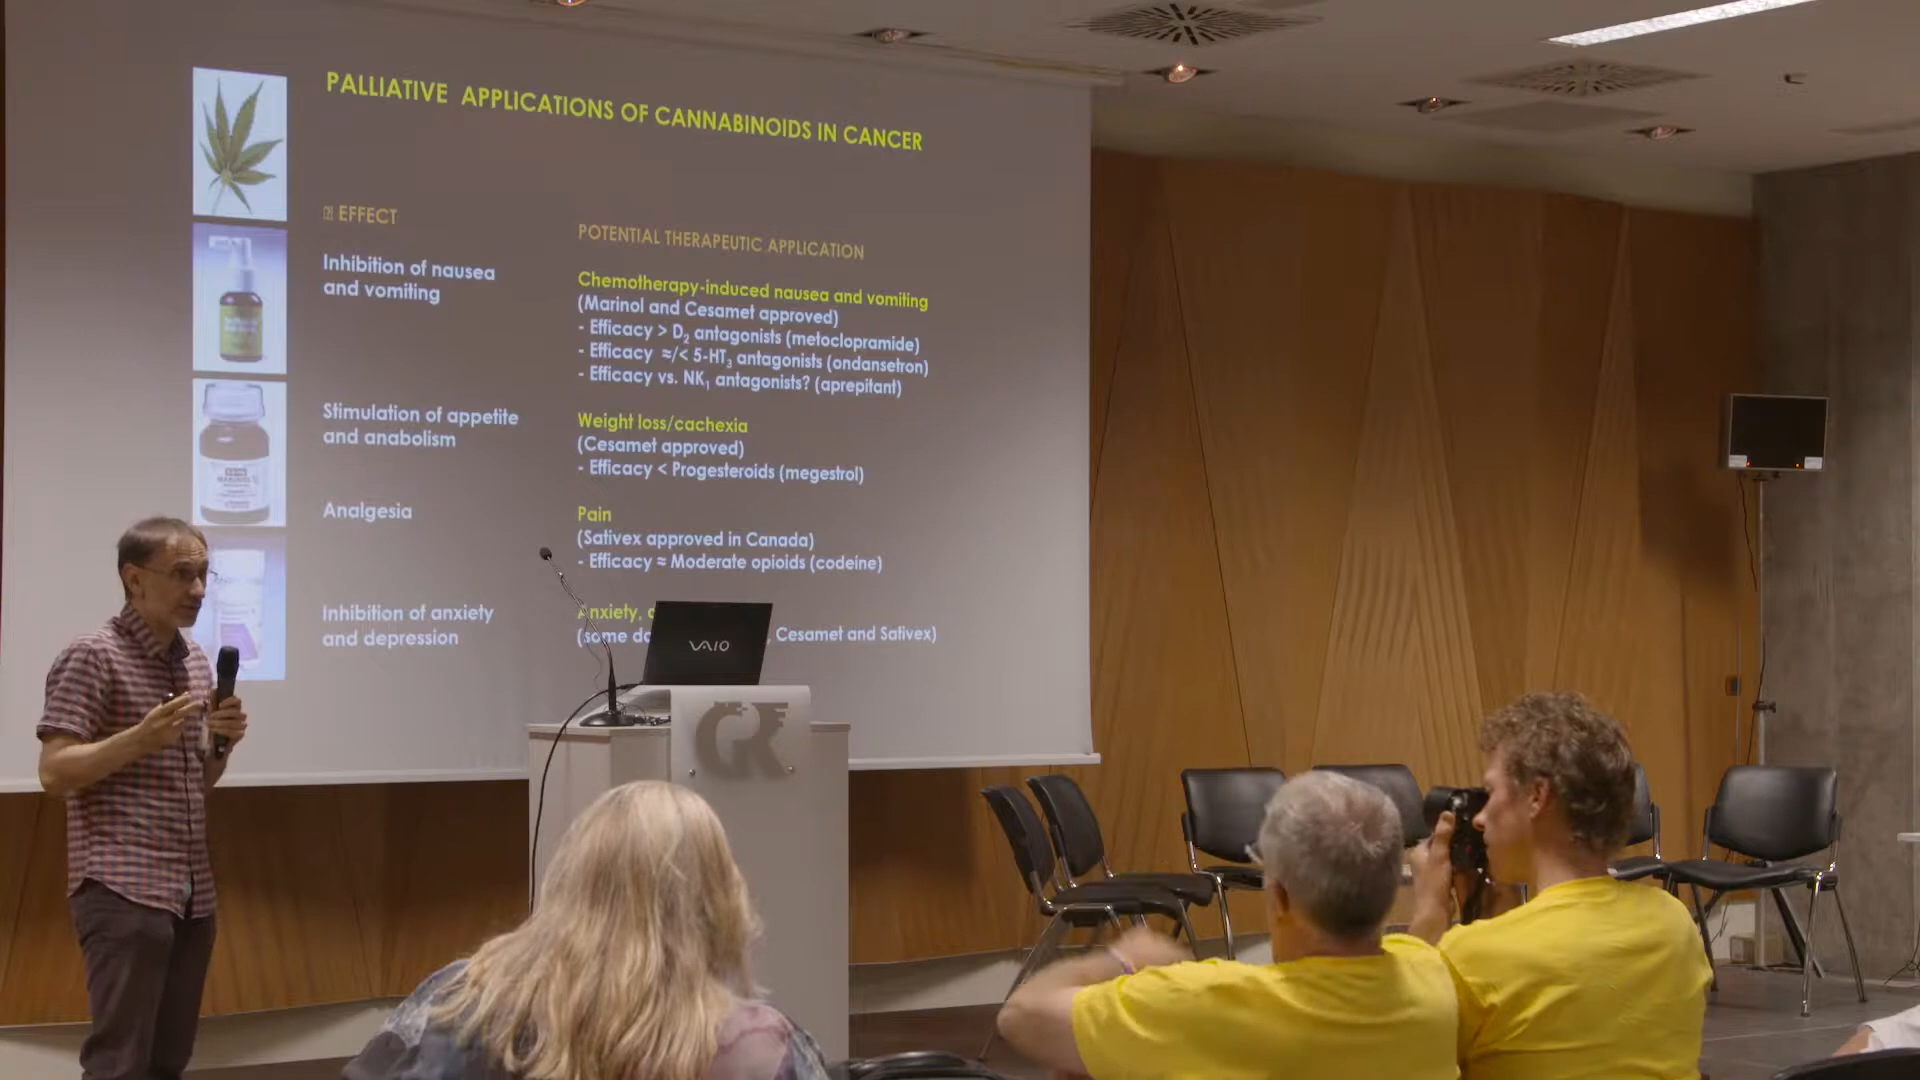 PALLIATIVE APPLICATIONS OF CANNABINOIDS IN CANCER
EFFECT
POTENTIAL THERAPEUTIC APPLICATION
Inhibition of nausea
and vomiting
Chemotherapy-induced nausea and vomiting
(Marinol and Cesamet approved)
- Efficacy > D₂ antagonists (metoclopramide)
- Efficacy ≈/< 5-HT₃ antagonists (ondansetron)
- Efficacy vs. NK₁ antagonists? (aprepitant)
Stimulation of appetite
and anabolism
Weight loss/cachexia
(Cesamet approved)
- Efficacy < Progesteroids (megestrol)
Analgesia
Pain
(Sativex approved in Canada)
- Efficacy ≈ Moderate opioids (codeine)
Inhibition of anxiety
and depression
Anxiety,
(some , Cesamet and Sativex)
VAIO